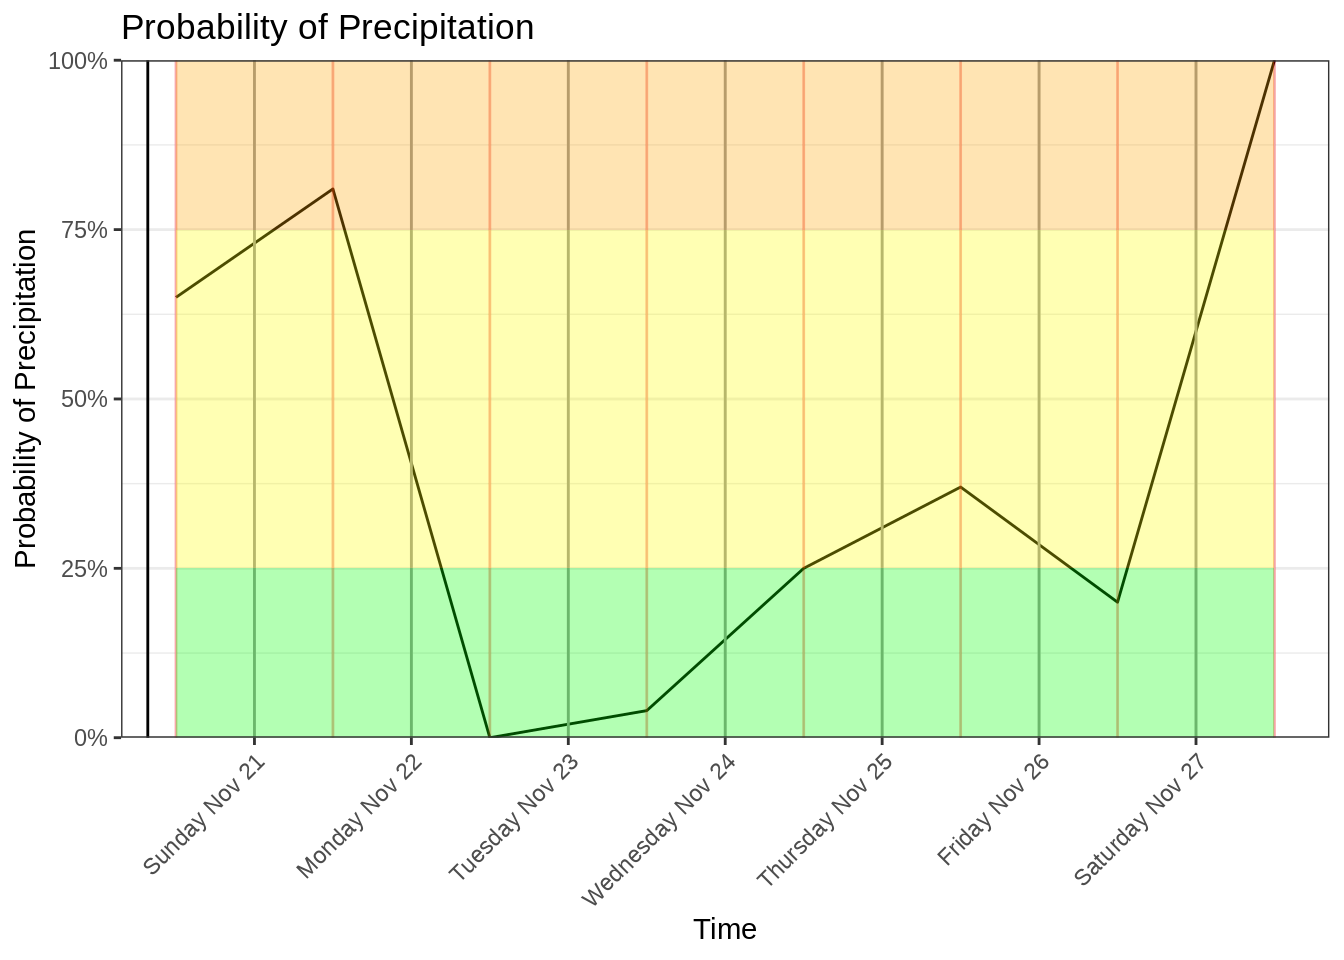 Probability of Precipitation
100%
75%
50%
25%
0%
Probability of Precipitation
Sunday Nov 21
Monday Nov 22
Tuesday Nov 23
Wednesday Nov 24
Thursday Nov 25
Friday Nov 26
Saturday Nov 27
Time